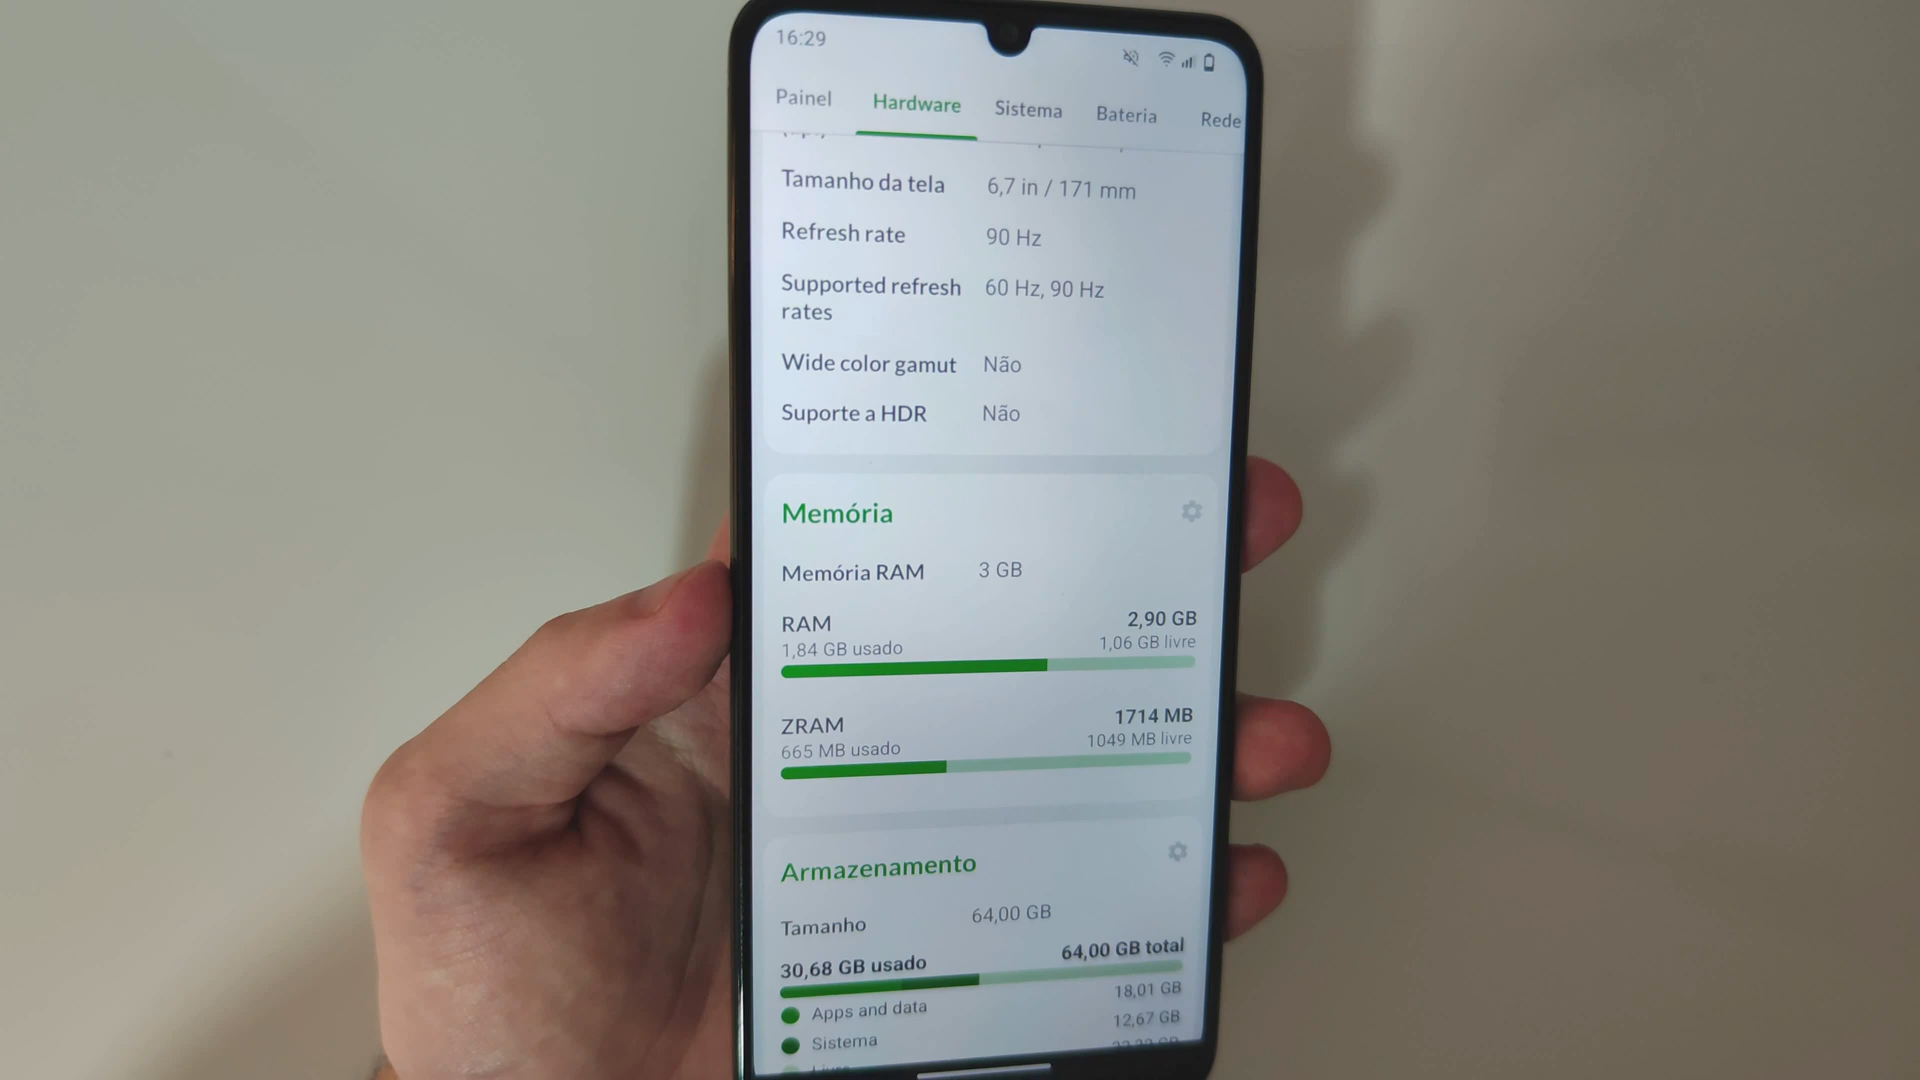 16:29
Painel Hardware Sistema Bateria Rede
Tamanho da tela 6,7 in / 171 mm
Refresh rate 90 Hz
Supported refresh rates 60 Hz, 90 Hz
Wide color gamut Não
Suporte a HDR Não
Memória
Memória RAM 3 GB
RAM 2,90 GB
1,84 GB usado 1,06 GB livre
ZRAM 1714 MB
665 MB usado 1049 MB livre
Armazenamento
Tamanho 64,00 GB
30,68 GB usado 64,00 GB total
Apps and data 18,01 GB
Sistema 12,67 GB